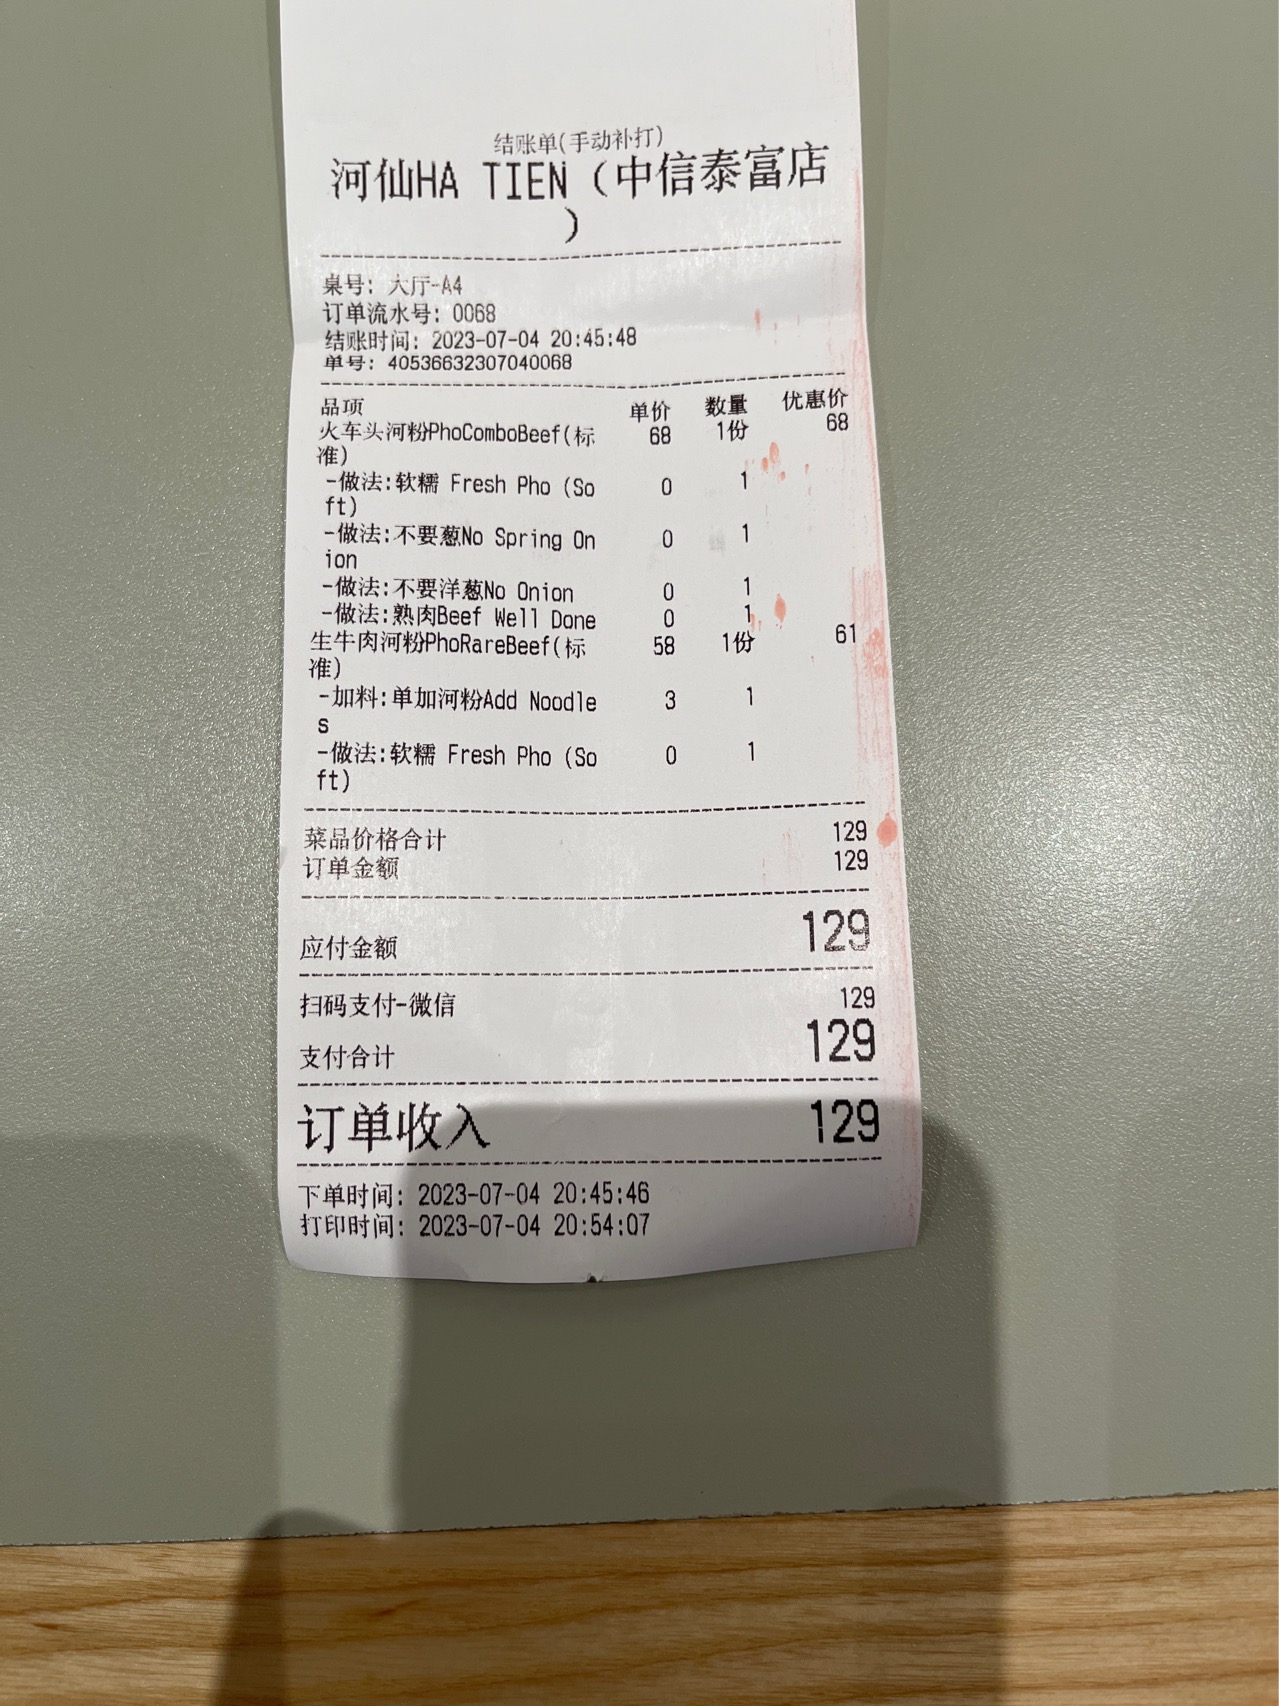 结账单(手动补打)
河仙HA TIEN（中信泰富店
）
桌号: 大厅-A4
订单流水号: 0068
结账时间: 2023-07-04 20:45:48
单号: 40536632307040068
品项 单价 数量 优惠价
火车头河粉PhoComboBeef(标 68 1份 68
准)
-做法:软糯 Fresh Pho (So 0 1
ft)
-做法:不要葱No Spring On 0 1
ion
-做法:不要洋葱No Onion 0 1
-做法:熟肉Beef Well Done 0 1
生牛肉河粉PhoRareBeef(标 58 1份 61
准)
-加料:单加河粉Add Noodle 3 1
s
-做法:软糯 Fresh Pho (So 0 1
ft)
菜品价格合计 129
订单金额 129
应付金额 129
扫码支付-微信 129
支付合计 129
订单收入 129
下单时间: 2023-07-04 20:45:46
打印时间: 2023-07-04 20:54:07